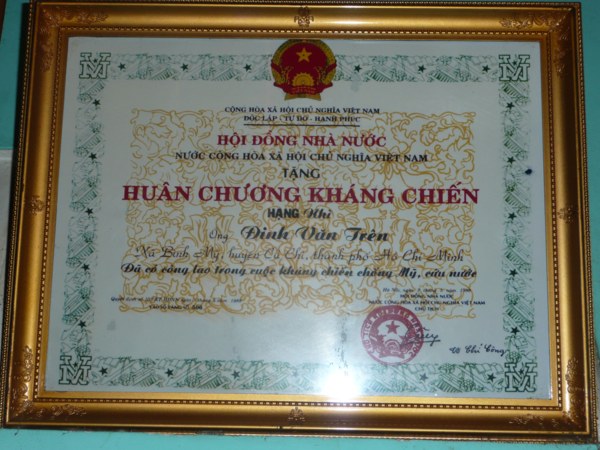 CỘNG HÒA XÃ HỘI CHỦ NGHĨA VIỆT NAM
ĐỘC LẬP - TỰ DO - HẠNH PHÚC
HỘI ĐỒNG NHÀ NƯỚC
NƯỚC CỘNG HÒA XÃ HỘI CHỦ NGHĨA VIỆT NAM
TẶNG
HUÂN CHƯƠNG KHÁNG CHIẾN
HẠNG Nhì
Ông Đinh Văn Trên
Xã Bình Mỹ, huyện Củ Chi, thành phố Hồ Chí Minh
Đã có công lao trong cuộc kháng chiến chống Mỹ, cứu nước
HỘI ĐỒNG NHÀ NƯỚC
NƯỚC CỘNG HÒA XÃ HỘI CHỦ NGHĨA VIỆT NAM
CHỦ TỊCH
Võ Chí Công